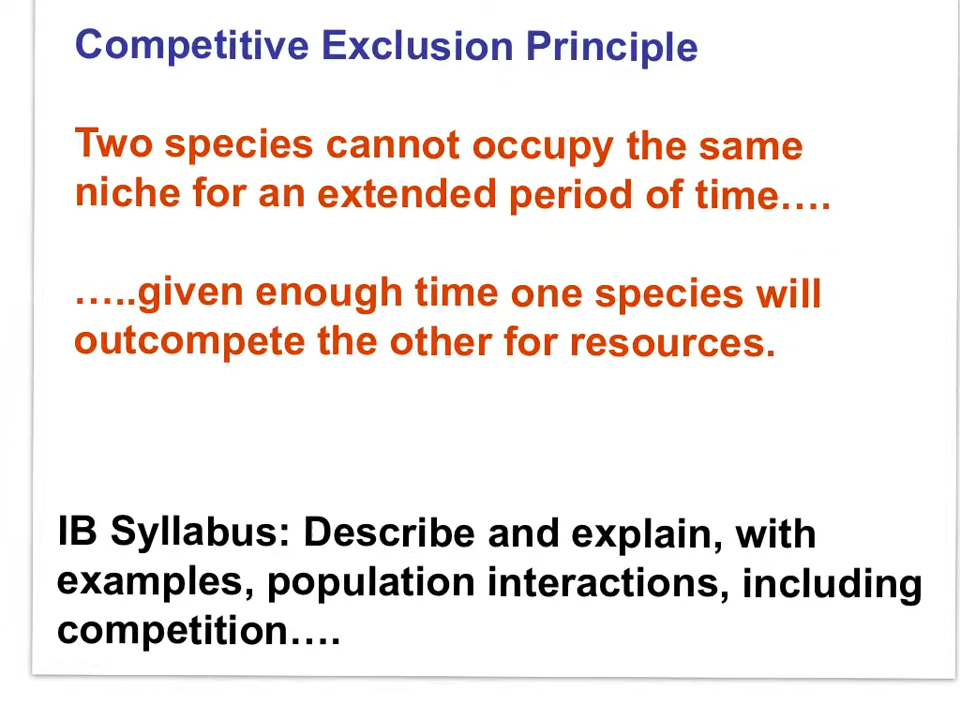 Competitive Exclusion Principle
Two species cannot occupy the same
niche for an extended period of time….
…..given enough time one species will
outcompete the other for resources.
IB Syllabus: Describe and explain, with
examples, population interactions, including
competition….